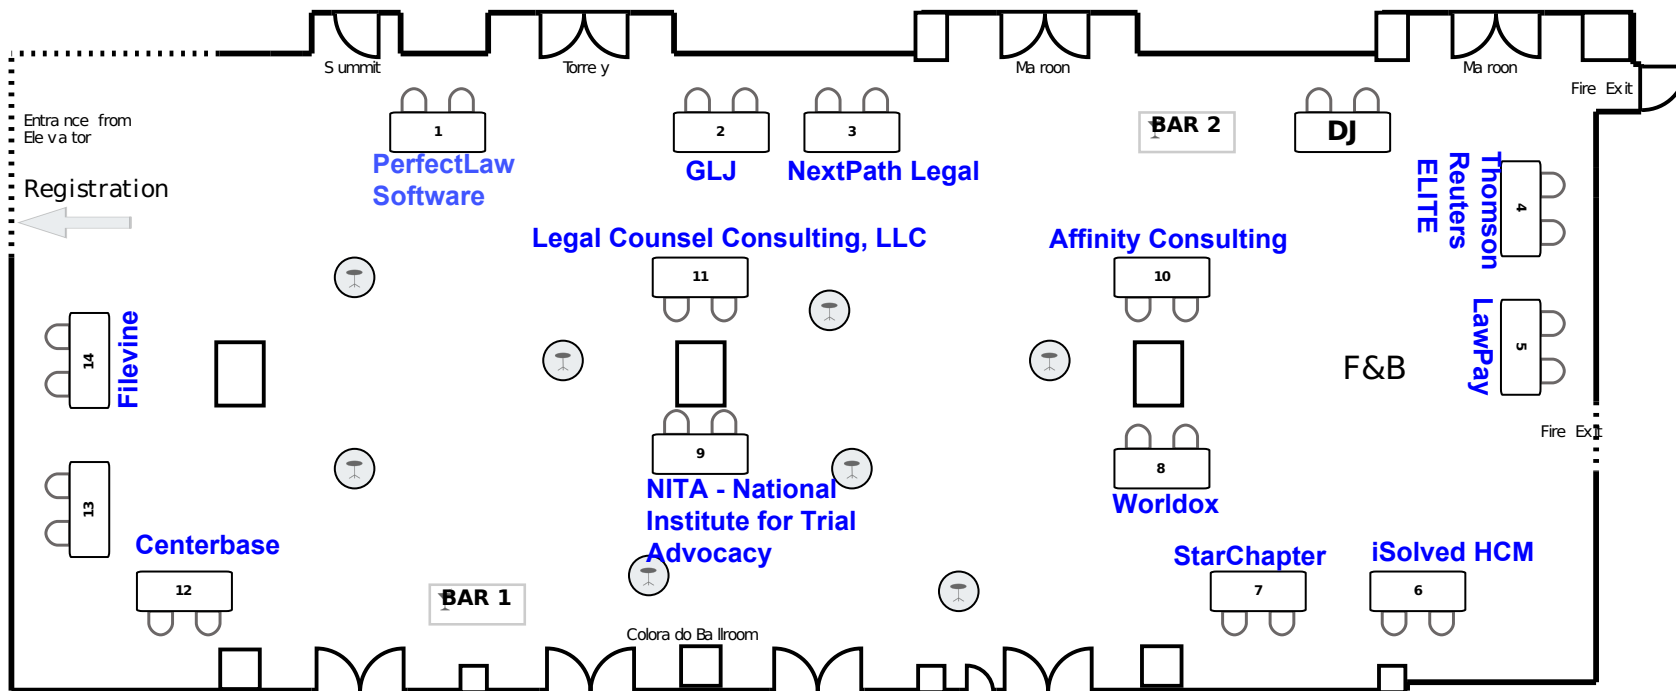 Summit
Torrey
Maroon
Maroon
Fire Exit
Entrance from
Elevator
Registration
1
PerfectLaw
Software
2
GLJ
3
NextPath Legal
BAR 2
DJ
4
Thomson
Reuters
ELITE
Legal Counsel Consulting, LLC
11
Affinity Consulting
10
14
Filevine
F&B
5
LawPay
Fire Exit
9
NITA - National
Institute for Trial
Advocacy
8
Worldox
13
Centerbase
12
BAR 1
StarChapter
7
iSolved HCM
6
Colorado Ballroom